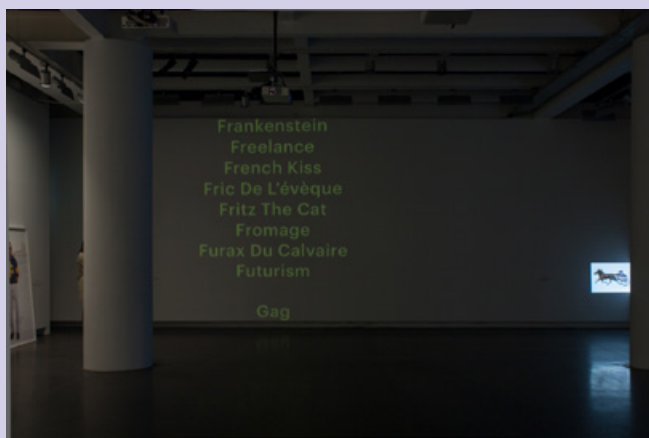 Frankenstein
Freelance
French Kiss
Fric De L'évèque
Fritz The Cat
Fromage
Furax Du Calvaire
Futurism
Gag